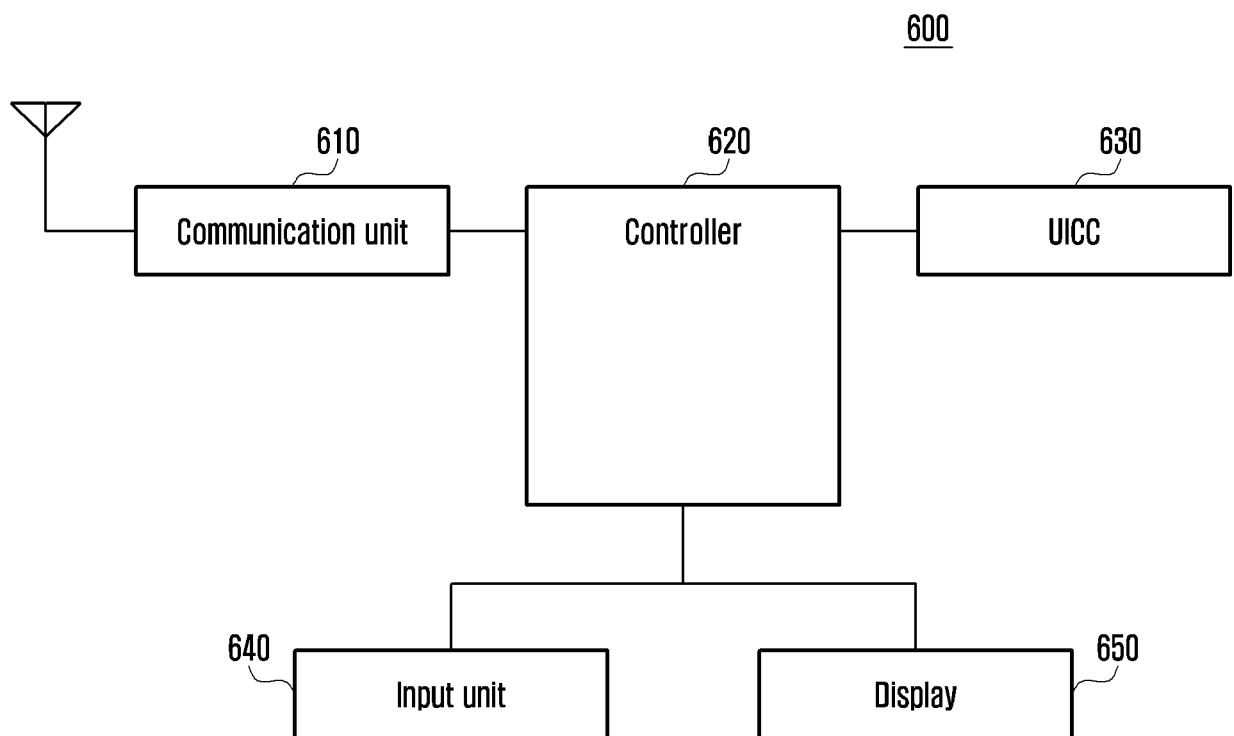 600
610
620
630
Communication unit
Controller
UICC
640
650
Input unit
Display